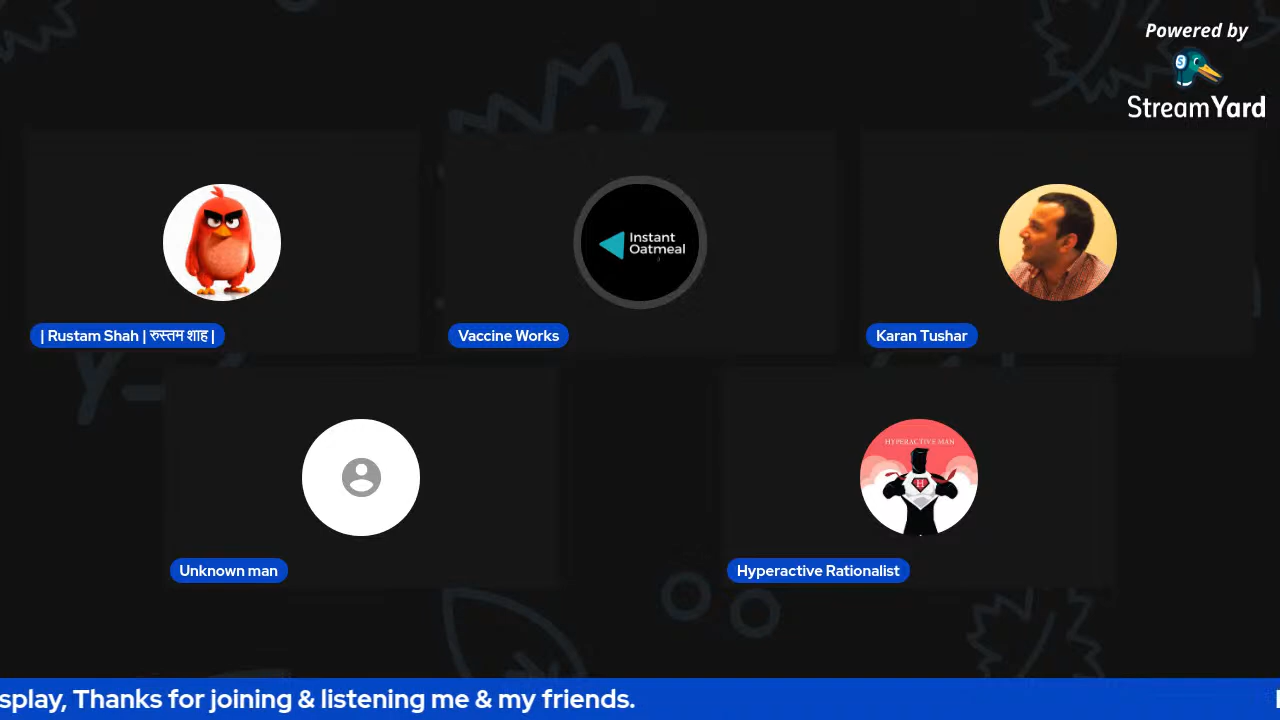 Powered by
StreamYard
Instant
Oatmeal
| Rustam Shah | रुस्तम शाह |
Vaccine Works
Karan Tushar
HYPERACTIVE MAN
H
Unknown man
Hyperactive Rationalist
splay, Thanks for joining & listening me & my friends.